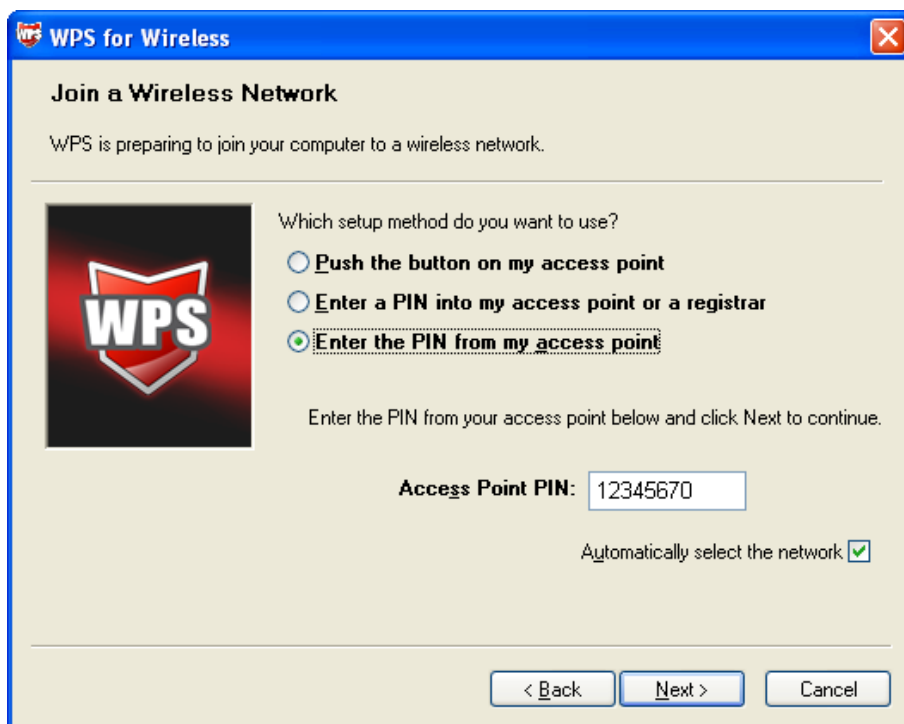 WPS for Wireless
Join a Wireless Network
WPS is preparing to join your computer to a wireless network.
WPS
Which setup method do you want to use?
Push the button on my access point
Enter a PIN into my access point or a registrar
Enter the PIN from my access point
Enter the PIN from your access point below and click Next to continue.
Access Point PIN: 12345670
Automatically select the network
< Back Next > Cancel